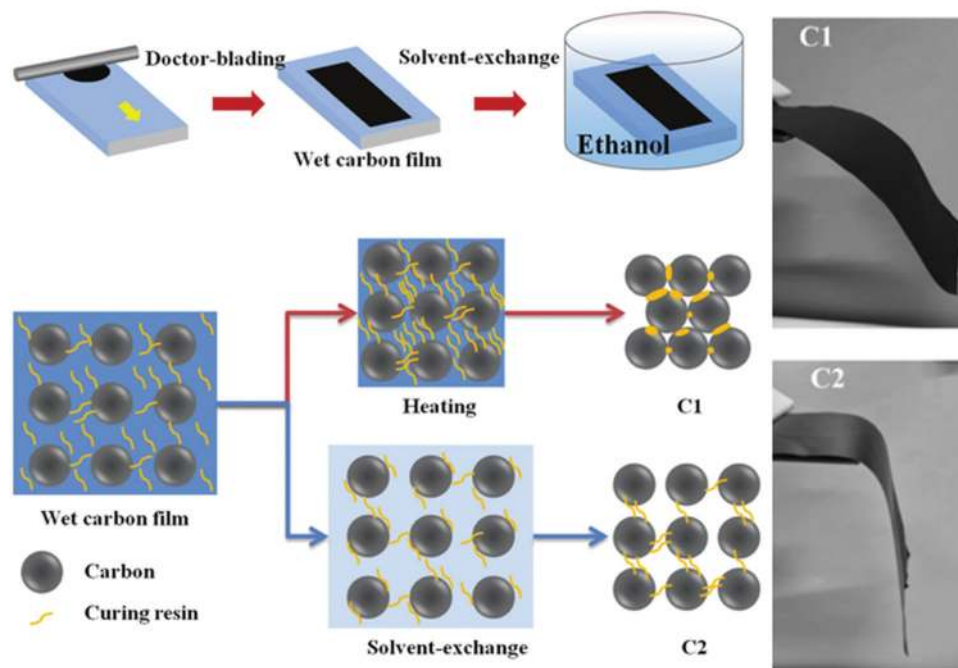 Doctor-blading
Solvent-exchange
C1
Ethanol
Wet carbon film
Heating
C1
C2
Wet carbon film
Carbon
Curing resin
Solvent-exchange
C2